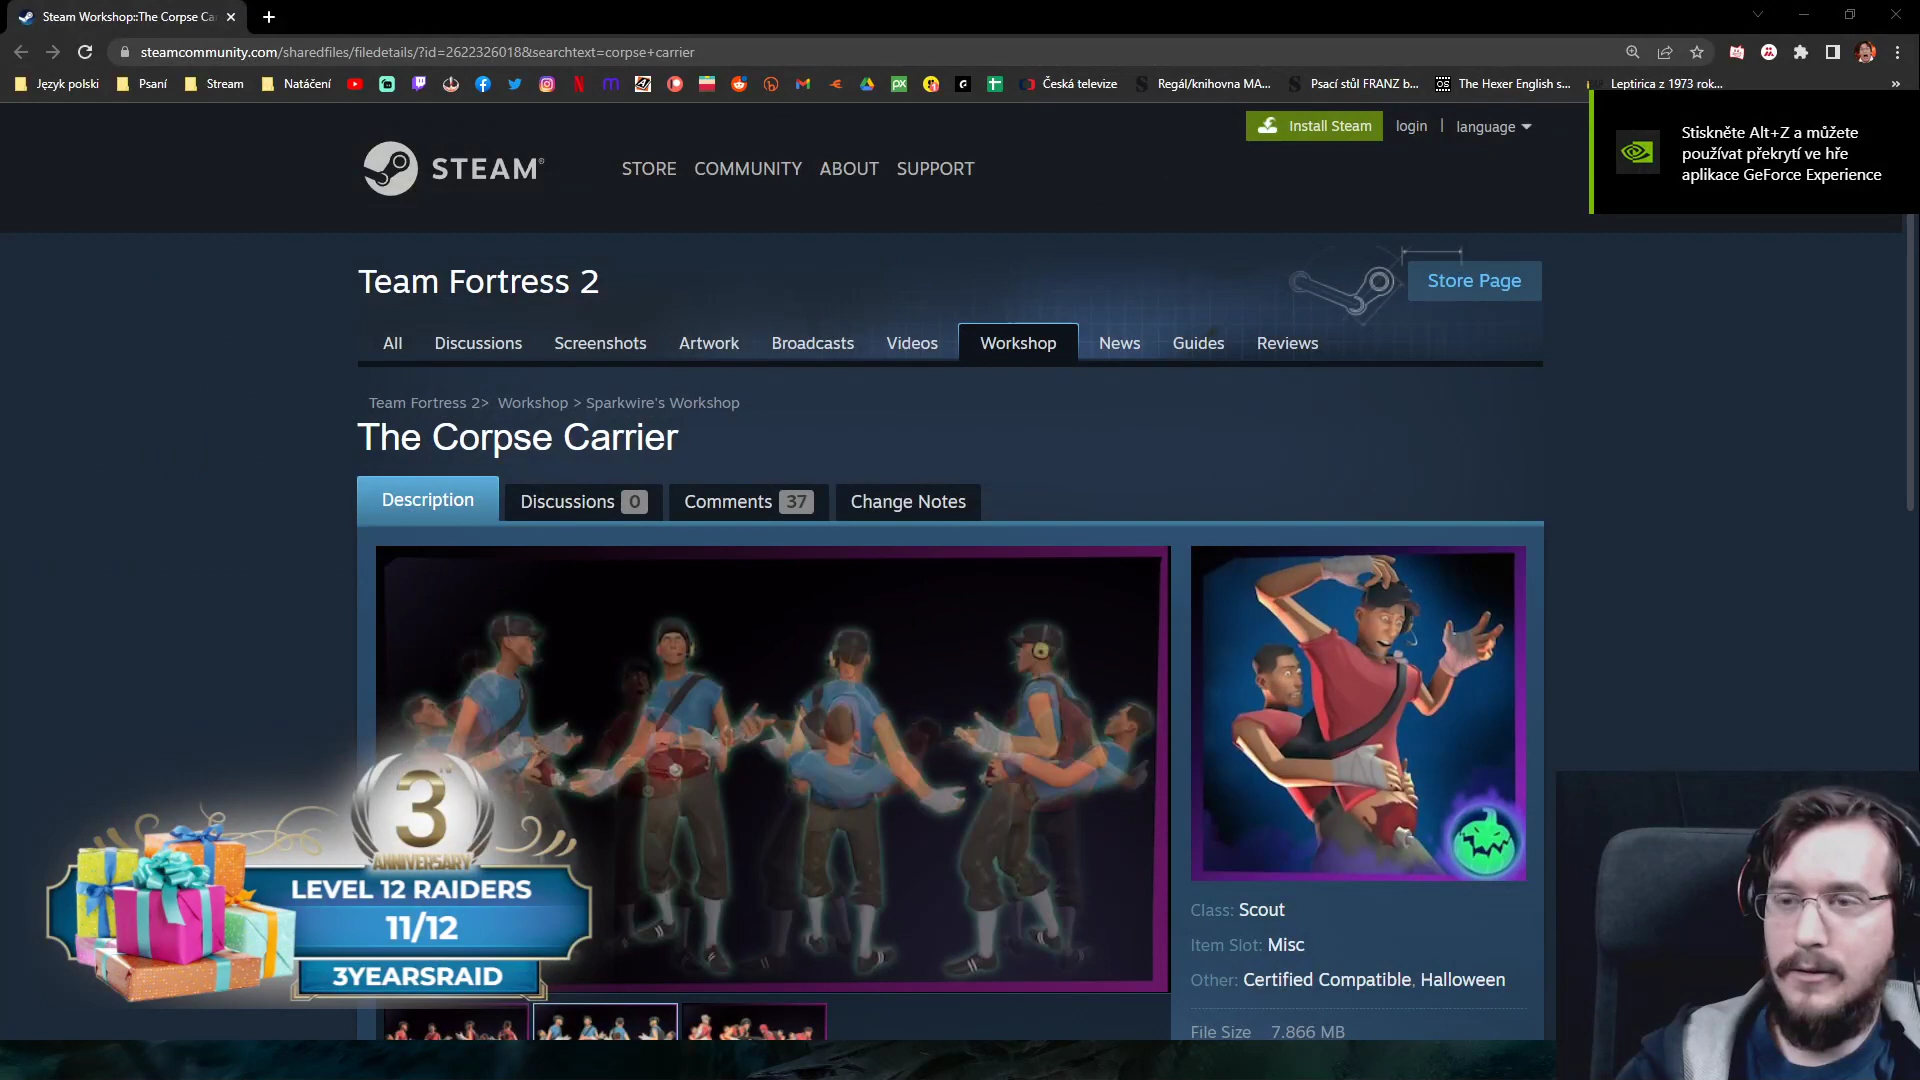 Steam Workshop::The Corpse Ca
steamcommunity.com/sharedfiles/filedetails/?id=2622326018&searchtext=corpse+carrier
Język polski
Psaní
Stream
Natáčení
Česká televize
Regál/knihovna MA...
Psací stůl FRANZ b...
The Hexer English s...
Leptirica z 1973 rok...
»
Install Steam
login
language
Stiskněte Alt+Z a můžete
používat překrytí ve hře
aplikace GeForce Experience
STEAM®
STORE
COMMUNITY
ABOUT
SUPPORT
Team Fortress 2
Store Page
All
Discussions
Screenshots
Artwork
Broadcasts
Videos
Workshop
News
Guides
Reviews
Team Fortress 2> Workshop > Sparkwire's Workshop
The Corpse Carrier
Description
Discussions 0
Comments 37
Change Notes
3
ANNIVERSARY
LEVEL 12 RAIDERS
11/12
3YEARSRAID
Class: Scout
Item Slot: Misc
Other: Certified Compatible, Halloween
File Size 7.866 MB